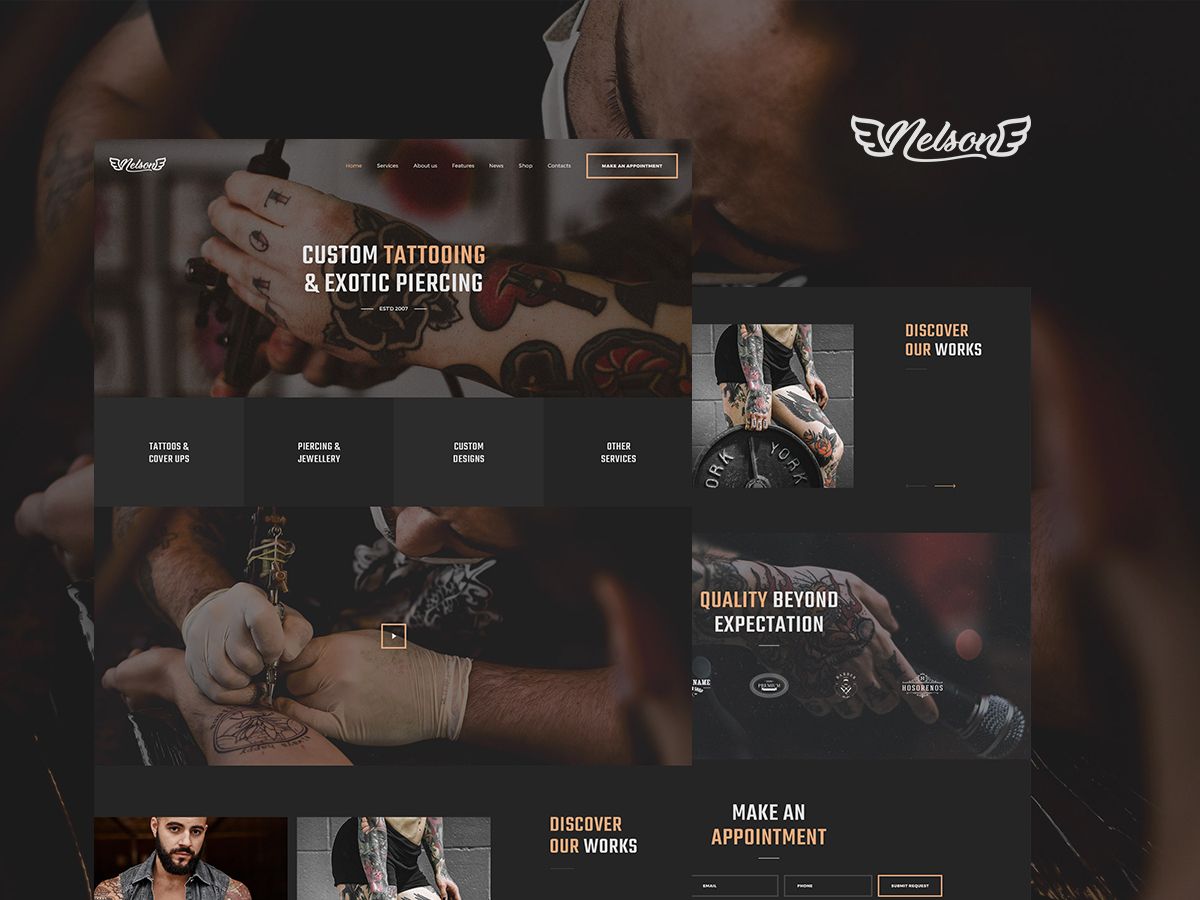 Nelson
Nelson
Home
Services
About us
Features
News
Shop
Contacts
MAKE AN APPOINTMENT
CUSTOM TATTOOING
& EXOTIC PIERCING
EST'D 2007
TATTOOS &
COVER UPS
PIERCING &
JEWELLERY
CUSTOM
DESIGNS
OTHER
SERVICES
DISCOVER
OUR WORKS
YORK
YORK
QUALITY BEYOND
EXPECTATION
NAME
PREMIUM
HOSORENOS
DISCOVER
OUR WORKS
MAKE AN
APPOINTMENT
EMAIL
PHONE
SUBMIT REQUEST